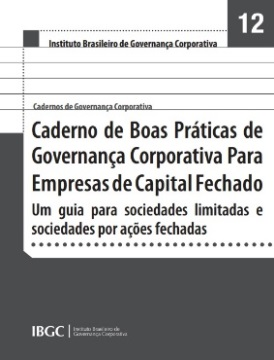 12
Instituto Brasileiro de Governança Corporativa
Cadernos de Governança Corporativa
Caderno de Boas Práticas de
Governança Corporativa Para
Empresas de Capital Fechado
Um guia para sociedades limitadas e
sociedades por ações fechadas
IBGC
Instituto Brasileiro de
Governança Corporativa